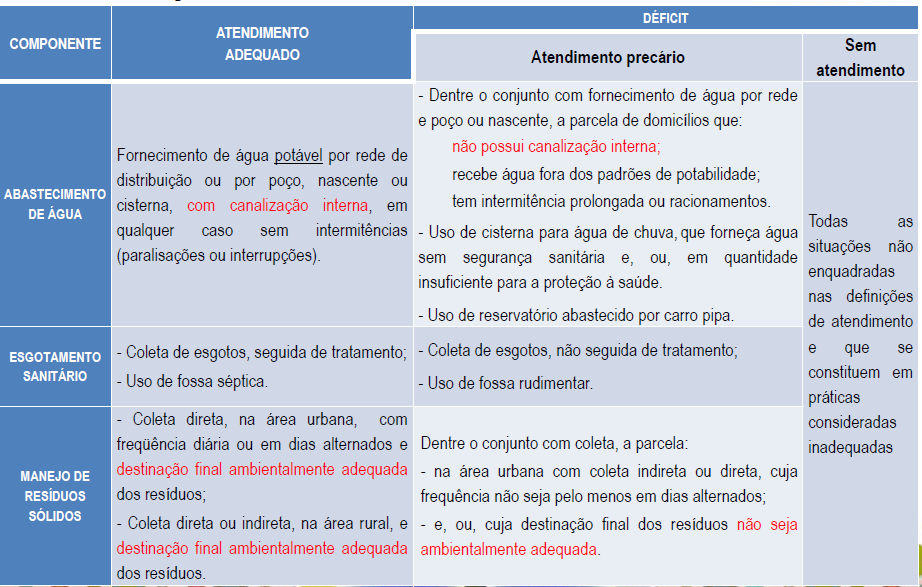 COMPONENTE
ATENDIMENTO
ADEQUADO
DÉFICIT
Atendimento precário
Sem
atendimento
ABASTECIMENTO
DE ÁGUA
Fornecimento de água potável por rede de
distribuição ou por poço, nascente ou
cisterna, com canalização interna, em
qualquer caso sem intermitências
(paralisações ou interrupções).
- Dentre o conjunto com fornecimento de água por rede
e poço ou nascente, a parcela de domicílios que:
não possui canalização interna;
recebe água fora dos padrões de potabilidade;
tem intermitência prolongada ou racionamentos.
- Uso de cisterna para água de chuva, que forneça água
sem segurança sanitária e, ou, em quantidade
insuficiente para a proteção à saúde.
- Uso de reservatório abastecido por carro pipa.
Todas as
situações não
enquadradas
nas definições
de atendimento
e que se
constituem em
práticas
consideradas
inadequadas
ESGOTAMENTO
SANITÁRIO
- Coleta de esgotos, seguida de tratamento;
- Uso de fossa séptica.
- Coleta de esgotos, não seguida de tratamento;
- Uso de fossa rudimentar.
MANEJO DE
RESÍDUOS
SÓLIDOS
- Coleta direta, na área urbana, com
freqüência diária ou em dias alternados e
destinação final ambientalmente adequada
dos resíduos;
- Coleta direta ou indireta, na área rural, e
destinação final ambientalmente adequada
dos resíduos.
Dentre o conjunto com coleta, a parcela:
- na área urbana com coleta indireta ou direta, cuja
frequência não seja pelo menos em dias alternados;
- e, ou, cuja destinação final dos resíduos não seja
ambientalmente adequada.